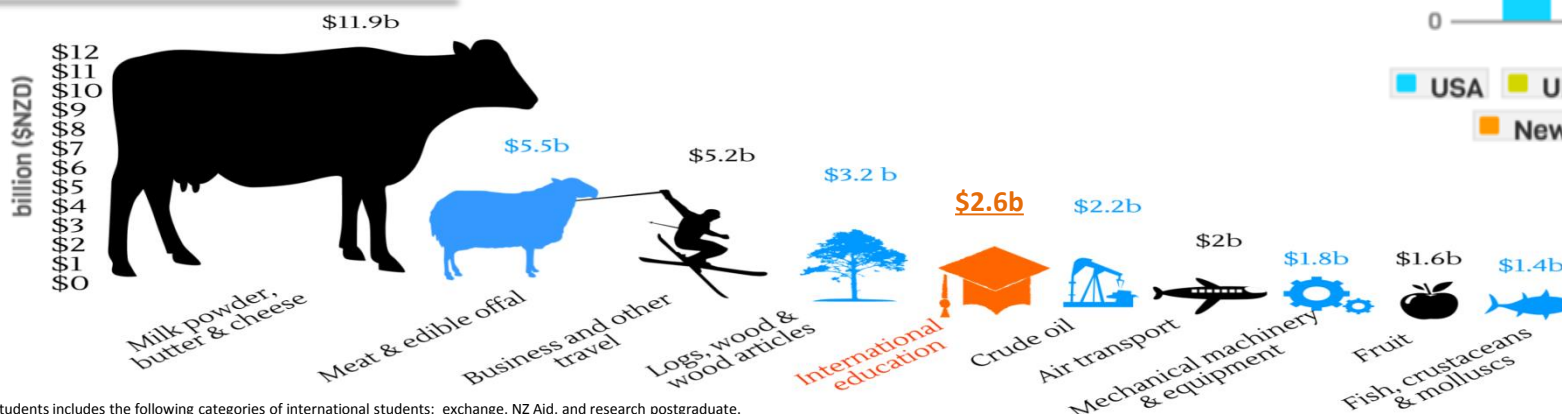 $11.9b
billion ($NZD)
$12
$11
$10
$9
$8
$7
$6
$5
$4
$3
$2
$1
$0
$5.5b
$5.2b
$3.2 b
$2.6b
$2.2b
$2b
$1.8b
$1.6b
$1.4b
Milk powder,
butter & cheese
Meat & edible offal
Business and other
travel
Logs, wood &
wood articles
International
education
Crude oil
Air transport
Mechanical machinery
& equipment
Fruit
Fish, crustaceans
& molluscs
0
USA
U
New
tudents includes the following categories of international students: exchange, NZ Aid, and research postgraduate.